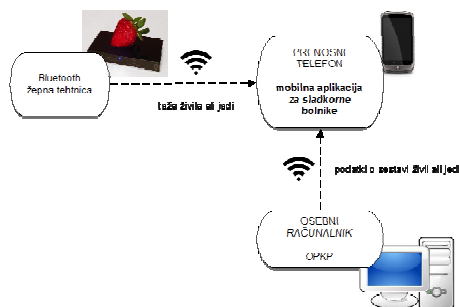 Bluetooth
žepna tehtnica
teža živila ali jedi
PRENOSNI
TELEFON
mobilna aplikacija
za sladkorne
bolnike
podatki o sestavi živil ali jedi
OSEBNI
RAČUNALNIK
OPKP